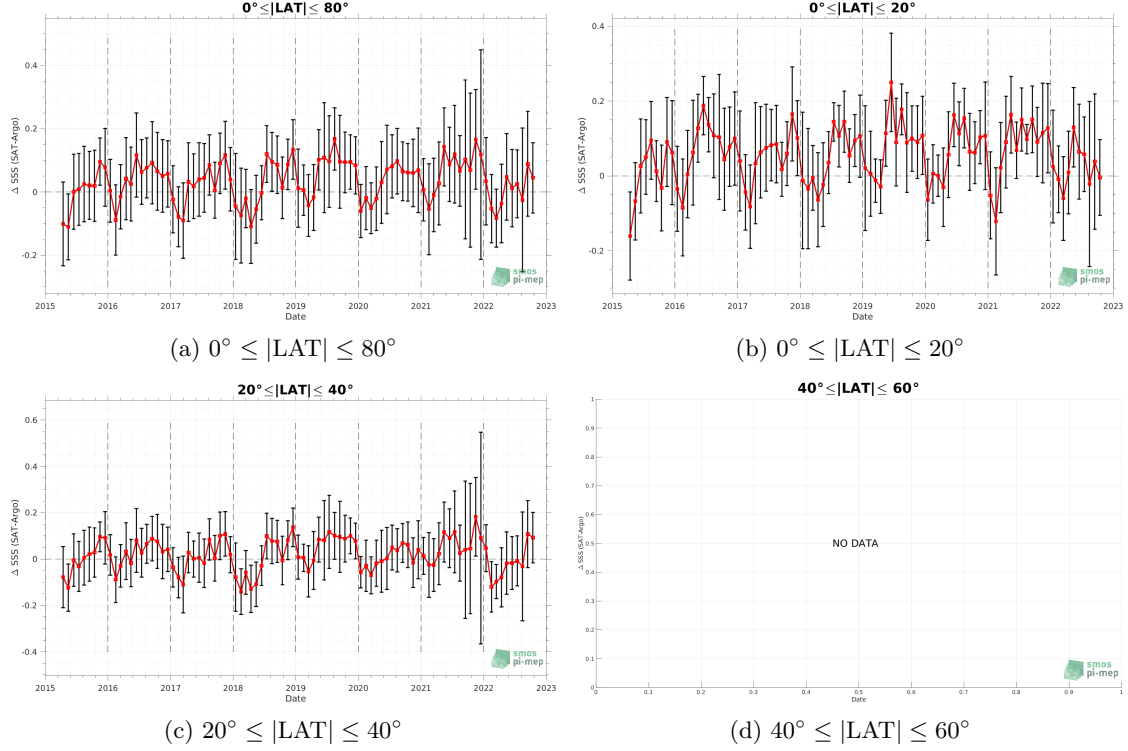 0°≤|LAT|≤ 80°
Δ SSS (SAT-Argo)
0.4
0.2
0
-0.2
2015 2016 2017 2018 2019 2020 2021 2022 2023
Date
smos
pi-mep
(a) 0° ≤ |LAT| ≤ 80°
0°≤|LAT|≤ 20°
Δ SSS (SAT-Argo)
0.4
0.2
0
-0.2
2015 2016 2017 2018 2019 2020 2021 2022 2023
Date
smos
pi-mep
(b) 0° ≤ |LAT| ≤ 20°
20°≤|LAT|≤ 40°
Δ SSS (SAT-Argo)
0.6
0.4
0.2
0
-0.2
-0.4
2015 2016 2017 2018 2019 2020 2021 2022 2023
Date
smos
pi-mep
(c) 20° ≤ |LAT| ≤ 40°
40°≤|LAT|≤ 60°
Δ SSS (SAT-Argo)
1
0.9
0.8
0.7
0.6
0.5
0.4
0.3
0.2
0.1
0
NO DATA
0 0.1 0.2 0.3 0.4 0.5 0.6 0.7 0.8 0.9 1
Date
smos
pi-mep
(d) 40° ≤ |LAT| ≤ 60°